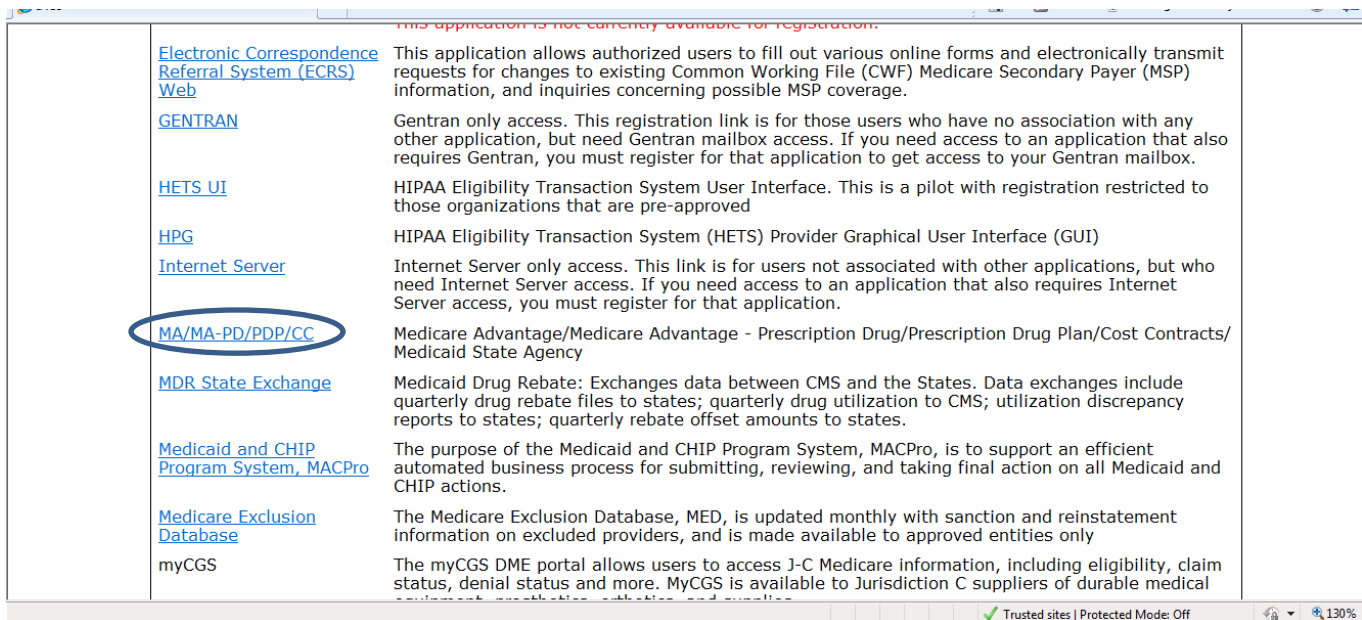 This application is not currently available for registration.
Electronic Correspondence
Referral System (ECRS)
Web
This application allows authorized users to fill out various online forms and electronically transmit
requests for changes to existing Common Working File (CWF) Medicare Secondary Payer (MSP)
information, and inquiries concerning possible MSP coverage.
GENTRAN
Gentran only access. This registration link is for those users who have no association with any
other application, but need Gentran mailbox access. If you need access to an application that also
requires Gentran, you must register for that application to get access to your Gentran mailbox.
HETS UI
HIPAA Eligibility Transaction System User Interface. This is a pilot with registration restricted to
those organizations that are pre-approved
HPG
HIPAA Eligibility Transaction System (HETS) Provider Graphical User Interface (GUI)
Internet Server
Internet Server only access. This link is for users not associated with other applications, but who
need Internet Server access. If you need access to an application that also requires Internet
Server access, you must register for that application.
MA/MA-PD/PDP/CC
Medicare Advantage/Medicare Advantage - Prescription Drug/Prescription Drug Plan/Cost Contracts/
Medicaid State Agency
MDR State Exchange
Medicaid Drug Rebate: Exchanges data between CMS and the States. Data exchanges include
quarterly drug rebate files to states; quarterly drug utilization to CMS; utilization discrepancy
reports to states; quarterly rebate offset amounts to states.
Medicaid and CHIP
Program System, MACPro
The purpose of the Medicaid and CHIP Program System, MACPro, is to support an efficient
automated business process for submitting, reviewing, and taking final action on all Medicaid and
CHIP actions.
Medicare Exclusion
Database
The Medicare Exclusion Database, MED, is updated monthly with sanction and reinstatement
information on excluded providers, and is made available to approved entities only
myCGS
The myCGS DME portal allows users to access J-C Medicare information, including eligibility, claim
status, denial status and more. MyCGS is available to Jurisdiction C suppliers of durable medical
equipment, prosthetics, orthotics, and supplies
Trusted sites | Protected Mode: Off
130%